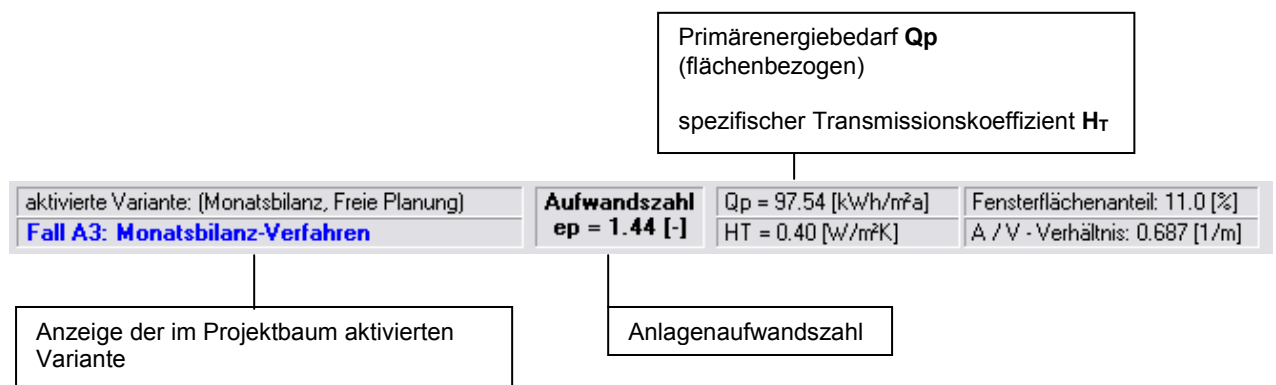 Primärenergiebedarf Qp
(flächenbezogen)
spezifischer Transmissionskoeffizient HT
aktivierte Variante: (Monatsbilanz, Freie Planung)
Fall A3: Monatsbilanz-Verfahren
Aufwandszahl
ep = 1.44 [-]
Qp = 97.54 [kWh/m²a]
HT = 0.40 [W/m²K]
Fensterflächenanteil: 11.0 [%]
A / V - Verhältnis: 0.687 [1/m]
Anzeige der im Projektbaum aktivierten
Variante
Anlagenaufwandszahl